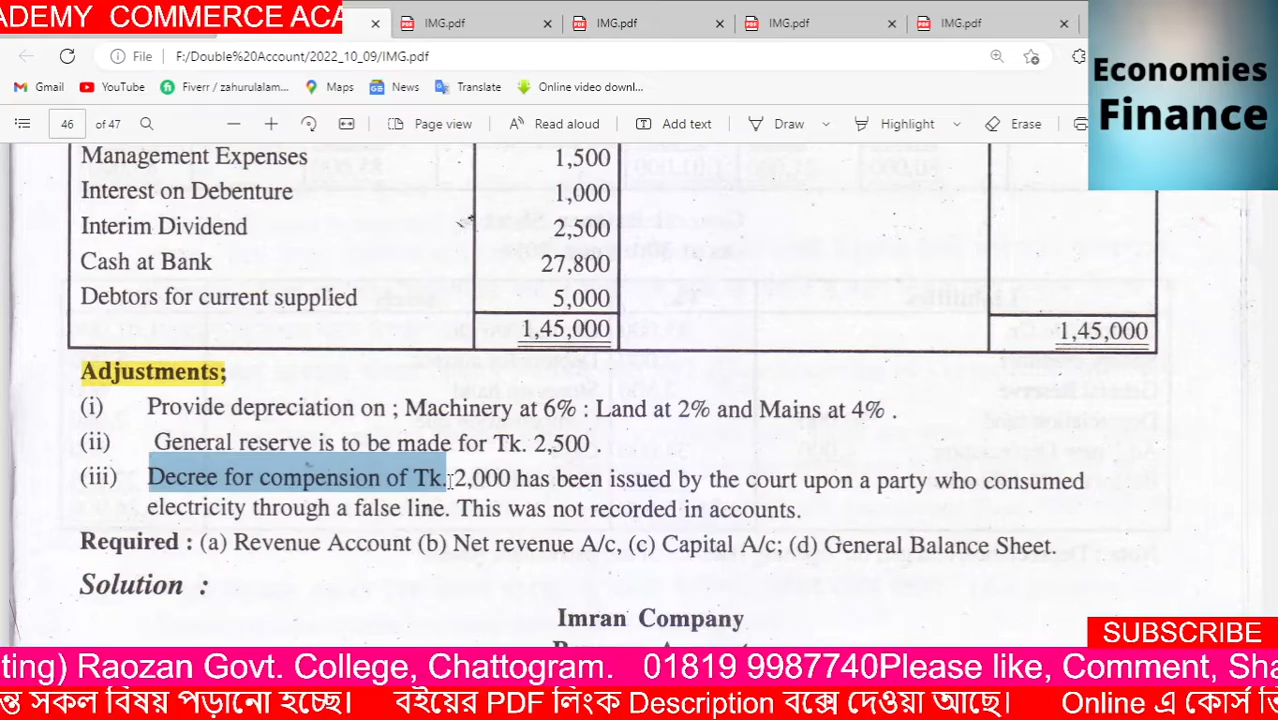 ADEMY COMMERCE ACA
IMG.pdf
IMG.pdf
IMG.pdf
IMG.pdf
File
F:/Double%20Account/2022_10_09/IMG.pdf
Gmail
YouTube
Fiverr / zahurulalam...
Maps
News
Translate
Online video downl...
46 of 47
Page view
Read aloud
Add text
Draw
Highlight
Erase
Economies
Finance
Management Expenses 1,500
Interest on Debenture 1,000
Interim Dividend 2,500
Cash at Bank 27,800
Debtors for current supplied 5,000
1,45,000 1,45,000
Adjustments;
(i) Provide depreciation on ; Machinery at 6% : Land at 2% and Mains at 4% .
(ii) General reserve is to be made for Tk. 2,500 .
(iii) Decree for compension of Tk. 2,000 has been issued by the court upon a party who consumed
electricity through a false line. This was not recorded in accounts.
Required : (a) Revenue Account (b) Net revenue A/c, (c) Capital A/c; (d) General Balance Sheet.
Solution :
Imran Company
SUBSCRIBE
ting) Raozan Govt. College, Chattogram. 01819 9987740Please like, Comment, Sha
ন্ত সকল বিষয় পড়ানো হচ্ছে। বইয়ের PDF লিংক Description বক্সে দেওয়া আছে। Online এ কোর্স